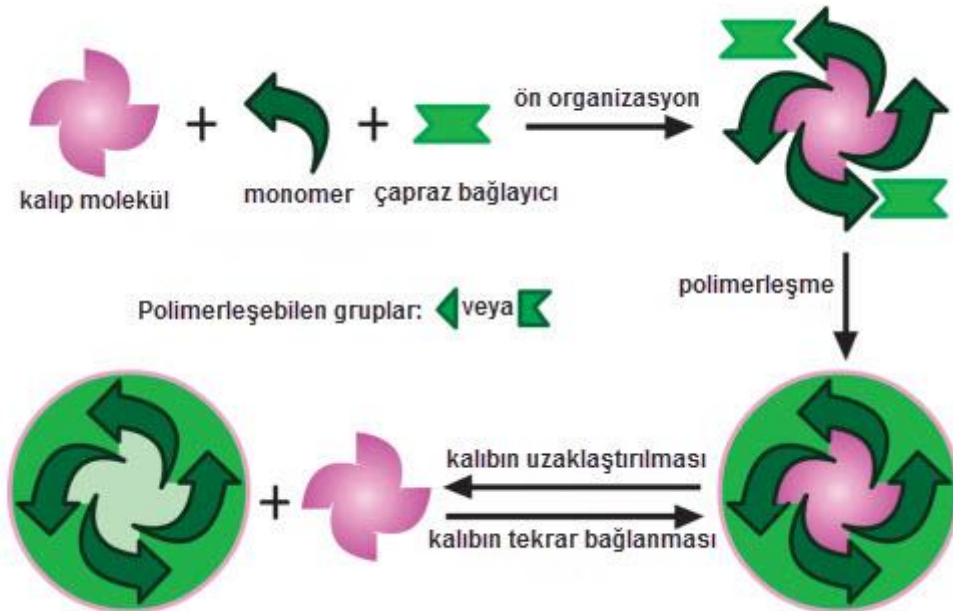 ön organizasyon
kalıp molekül
monomer
çapraz bağlayıcı
polimerleşme
Polimerleşebilen gruplar: veya
kalıbın uzaklaştırılması
kalıbın tekrar bağlanması